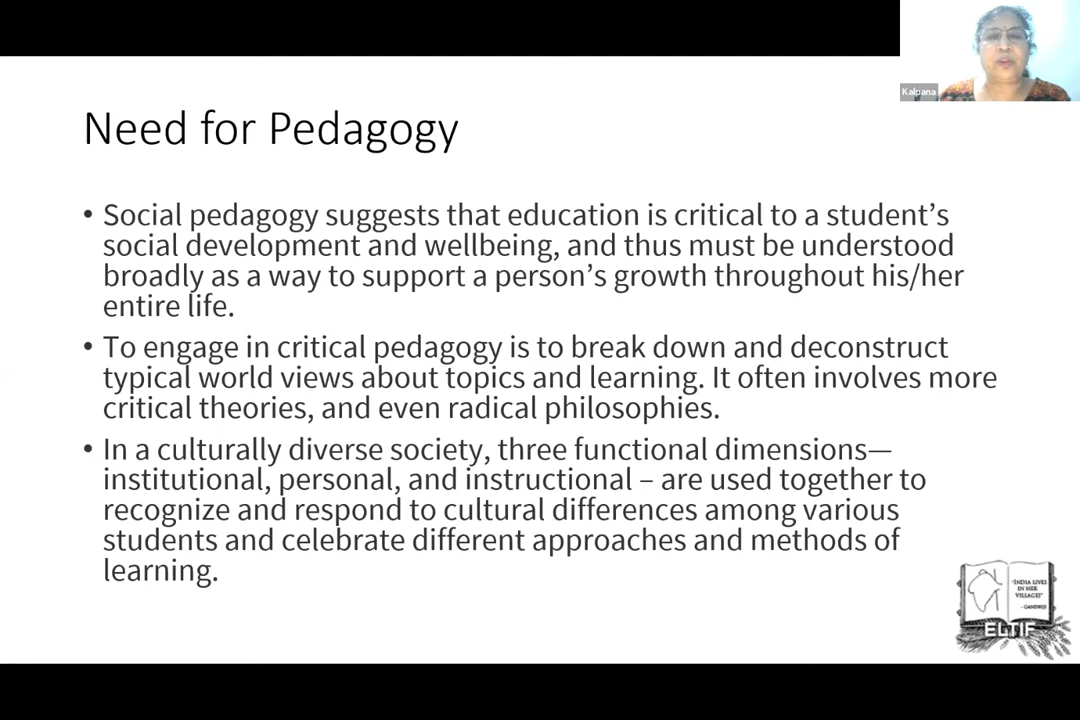 Kalpana
Need for Pedagogy
• Social pedagogy suggests that education is critical to a student’s
social development and wellbeing, and thus must be understood
broadly as a way to support a person’s growth throughout his/her
entire life.
• To engage in critical pedagogy is to break down and deconstruct
typical world views about topics and learning. It often involves more
critical theories, and even radical philosophies.
• In a culturally diverse society, three functional dimensions—
institutional, personal, and instructional – are used together to
recognize and respond to cultural differences among various
students and celebrate different approaches and methods of
learning.
"INDIA LIVES
IN HER
VILLAGES"
- GANDHIJI
ELTIF